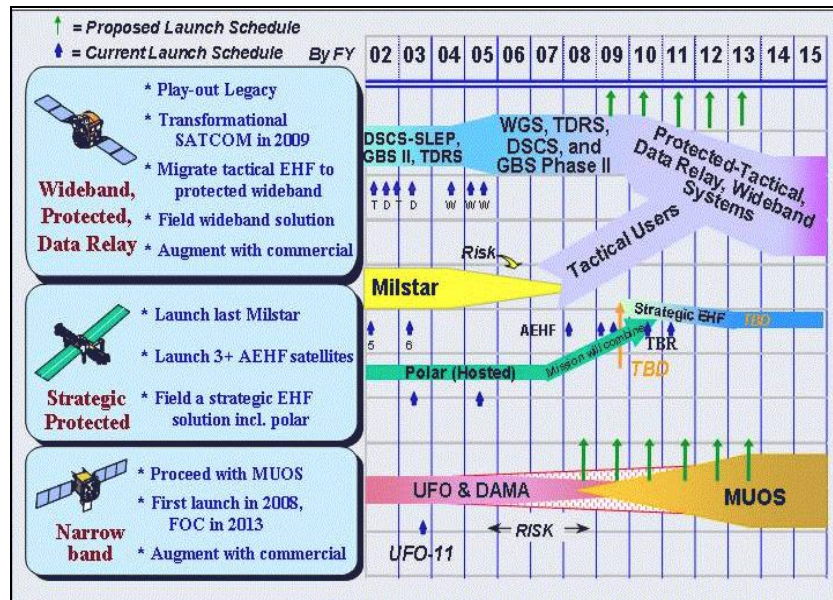 = Proposed Launch Schedule
= Current Launch Schedule
By FY
02 03 04 05 06 07 08 09 10 11 12 13 14 15
* Play-out Legacy
* Transformational
SATCOM in 2009
* Migrate tactical EHF to
protected wideband
* Field wideband solution
* Augment with commercial
Wideband,
Protected,
Data Relay
DSCS-SLEP,
GBS II, TDRS
WGS, TDRS,
DSCS, and
GBS Phase II
Protected-Tactical,
Data Relay, Wideband
Systems
T D T D W W W
Tactical Users
Risk
Milstar
* Launch last Milstar
* Launch 3+ AEHF satellites
* Field a strategic EHF
solution incl. polar
Strategic
Protected
5 6
AEHF
Strategic EHF
TBD
TBR
Mission will combine
TBD
Polar (Hosted)
* Proceed with MUOS
* First launch in 2008,
FOC in 2013
* Augment with commercial
Narrow
band
UFO & DAMA
MUOS
RISK
UFO-11